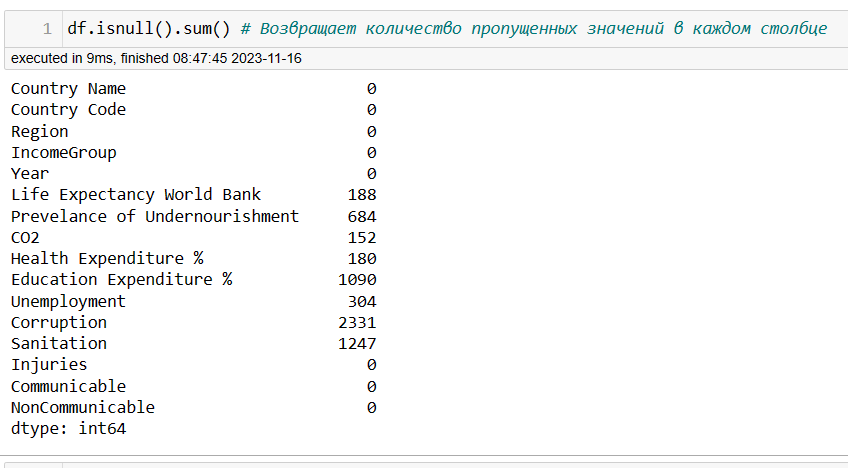 1 df.isnull().sum() # Возвращает количество пропущенных значений в каждом столбце
executed in 9ms, finished 08:47:45 2023-11-16
Country Name 0
Country Code 0
Region 0
IncomeGroup 0
Year 0
Life Expectancy World Bank 188
Prevelance of Undernourishment 684
CO2 152
Health Expenditure % 180
Education Expenditure % 1090
Unemployment 304
Corruption 2331
Sanitation 1247
Injuries 0
Communicable 0
NonCommunicable 0
dtype: int64